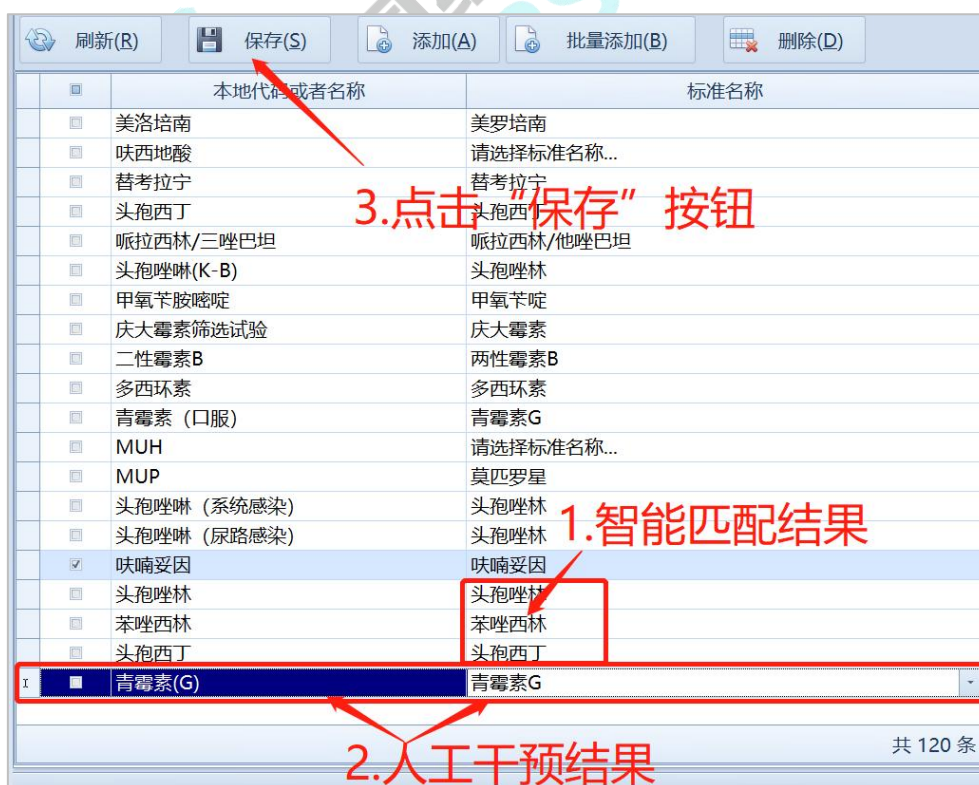 刷新(R) 保存(S) 添加(A) 批量添加(B) 删除(D)
本地代码或者名称 标准名称
美洛培南 美罗培南
呋西地酸 请选择标准名称...
替考拉宁 替考拉宁
3.点击“保存”按钮
头孢西丁 头孢西丁
哌拉西林/三唑巴坦 哌拉西林/他唑巴坦
头孢唑啉(K-B) 头孢唑林
甲氧苄胺嘧啶 甲氧苄啶
庆大霉素筛选试验 庆大霉素
二性霉素B 两性霉素B
多西环素 多西环素
青霉素（口服） 青霉素G
MUH 请选择标准名称...
MUP 莫匹罗星
头孢唑啉（系统感染） 头孢唑林
1.智能匹配结果
头孢唑啉（尿路感染） 头孢唑林
呋喃妥因 呋喃妥因
头孢唑林 头孢唑林
苯唑西林 苯唑西林
头孢西丁 头孢西丁
青霉素(G) 青霉素G
共 120 条
2.人工干预结果